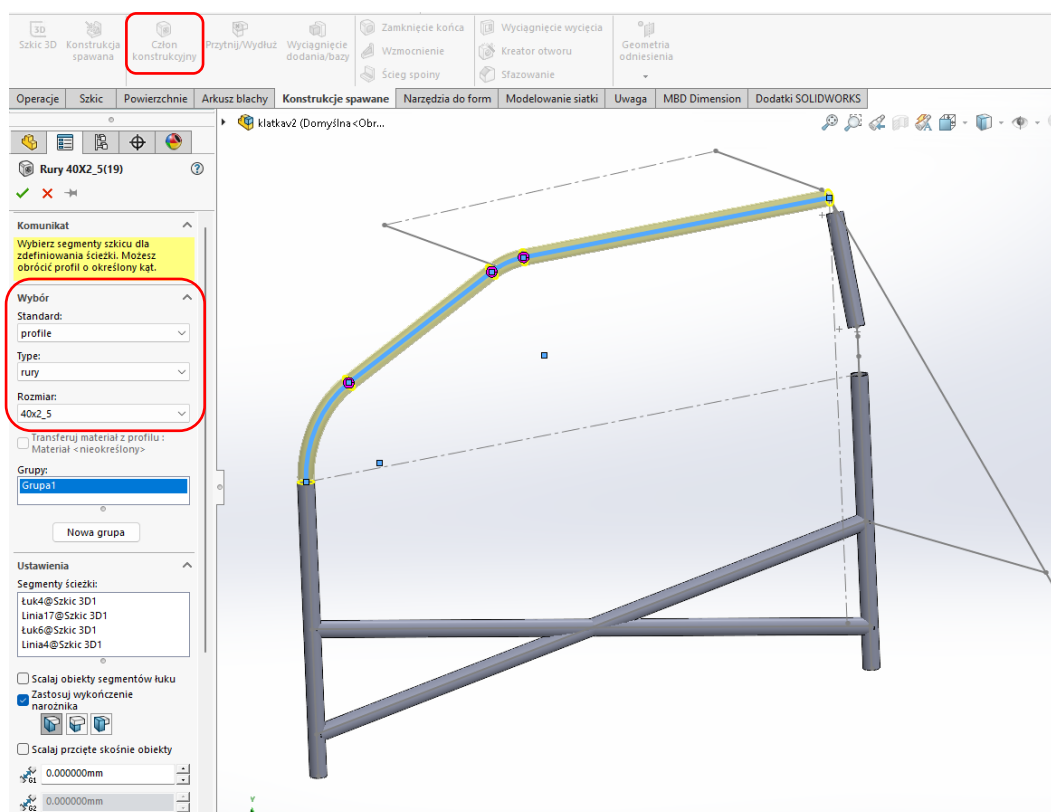 3D
Szkic 3D
Konstrukcja
spawana
Człon
konstrukcyjny
Przytnij/Wydłuż
Wyciągnięcie
dodania/bazy
Zamknięcie końca
Wzmocnienie
Ścieg spoiny
Wyciągnięcie wycięcia
Kreator otworu
Sfazowanie
Geometria
odniesienia
Operacje
Szkic
Powierzchnie
Arkusz blachy
Konstrukcje spawane
Narzędzia do form
Modelowanie siatki
Uwaga
MBD Dimension
Dodatki SOLIDWORKS
klatkav2 (Domyślna<Obr...
Rury 40X2_5(19)
?
Komunikat
Wybierz segmenty szkicu dla
zdefiniowania ścieżki. Możesz
obrócić profil o określony kąt.
Wybór
Standard:
profile
Type:
rury
Rozmiar:
40x2_5
Transferuj materiał z profilu :
Materiał <nieokreślony>
Grupy:
Grupa1
Nowa grupa
Ustawienia
Segmenty ścieżki:
Łuk4@Szkic 3D1
Linia17@Szkic 3D1
Łuk6@Szkic 3D1
Linia4@Szkic 3D1
Scalaj obiekty segmentów łuku
Zastosuj wykończenie
narożnika
Scalaj przcięte skośnie obiekty
G1
0.000000mm
G2
0.000000mm
Y